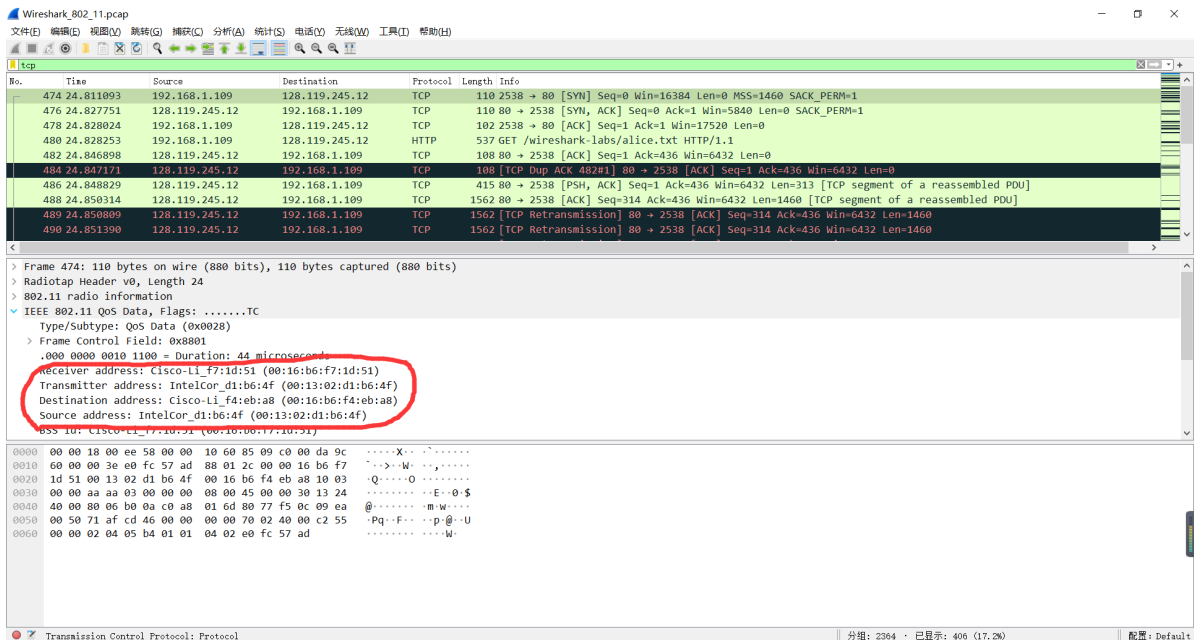 Wireshark_802_11.pcap
文件(F) 编辑(E) 视图(V) 跳转(G) 捕获(C) 分析(A) 统计(S) 电话(Y) 无线(W) 工具(T) 帮助(H)
tcp
No. Time Source Destination Protocol Length Info
474 24.811093 192.168.1.109 128.119.245.12 TCP 110 2538 → 80 [SYN] Seq=0 Win=16384 Len=0 MSS=1460 SACK_PERM=1
476 24.827751 128.119.245.12 192.168.1.109 TCP 110 80 → 2538 [SYN, ACK] Seq=0 Ack=1 Win=5840 Len=0 SACK_PERM=1
478 24.828024 192.168.1.109 128.119.245.12 TCP 102 2538 → 80 [ACK] Seq=1 Ack=1 Win=17520 Len=0
480 24.828253 192.168.1.109 128.119.245.12 HTTP 537 GET /wireshark-labs/alice.txt HTTP/1.1
482 24.846898 128.119.245.12 192.168.1.109 TCP 108 80 → 2538 [ACK] Seq=1 Ack=436 Win=6432 Len=0
484 24.847171 128.119.245.12 192.168.1.109 TCP 108 [TCP Dup ACK 482#1] 80 → 2538 [ACK] Seq=1 Ack=436 Win=6432 Len=0
486 24.848829 128.119.245.12 192.168.1.109 TCP 415 80 → 2538 [PSH, ACK] Seq=1 Ack=436 Win=6432 Len=313 [TCP segment of a reassembled PDU]
488 24.850314 128.119.245.12 192.168.1.109 TCP 1562 80 → 2538 [ACK] Seq=314 Ack=436 Win=6432 Len=1460 [TCP segment of a reassembled PDU]
489 24.850809 128.119.245.12 192.168.1.109 TCP 1562 [TCP Retransmission] 80 → 2538 [ACK] Seq=314 Ack=436 Win=6432 Len=1460
490 24.851390 128.119.245.12 192.168.1.109 TCP 1562 [TCP Retransmission] 80 → 2538 [ACK] Seq=314 Ack=436 Win=6432 Len=1460
Frame 474: 110 bytes on wire (880 bits), 110 bytes captured (880 bits)
Radiotap Header v0, Length 24
802.11 radio information
IEEE 802.11 QoS Data, Flags: .......TC
Type/Subtype: QoS Data (0x0028)
Frame Control Field: 0x8801
.000 0000 0010 1100 = Duration: 44 microseconds
Receiver address: Cisco-Li_f7:1d:51 (00:16:b6:f7:1d:51)
Transmitter address: IntelCor_d1:b6:4f (00:13:02:d1:b6:4f)
Destination address: Cisco-Li_f4:eb:a8 (00:16:b6:f4:eb:a8)
Source address: IntelCor_d1:b6:4f (00:13:02:d1:b6:4f)
BSS Id: Cisco-Li_f7:1d:51 (00:16:b6:f7:1d:51)
0000 00 00 18 00 ee 58 00 00 10 60 85 09 c0 00 da 9c ·····X·· ·`······
0010 60 00 00 3e e0 fc 57 ad 88 01 2c 00 00 16 b6 f7 `··>··W· ··,·····
0020 1d 51 00 13 02 d1 b6 4f 00 16 b6 f4 eb a8 10 03 ·Q·····O ········
0030 00 00 aa aa 03 00 00 00 08 00 45 00 00 30 13 24 ········ ··E··0·$
0040 40 00 80 06 b0 0a c0 a8 01 6d 80 77 f5 0c 09 ea @······· ·m·w····
0050 00 50 71 af cd 46 00 00 00 00 70 02 40 00 c2 55 ·Pq··F·· ··p·@··U
0060 00 00 02 04 05 b4 01 01 04 02 e0 fc 57 ad ········ ····W·
Transmission Control Protocol: Protocol 分组: 2364 · 已显示: 406 (17.2%) 配置: Default